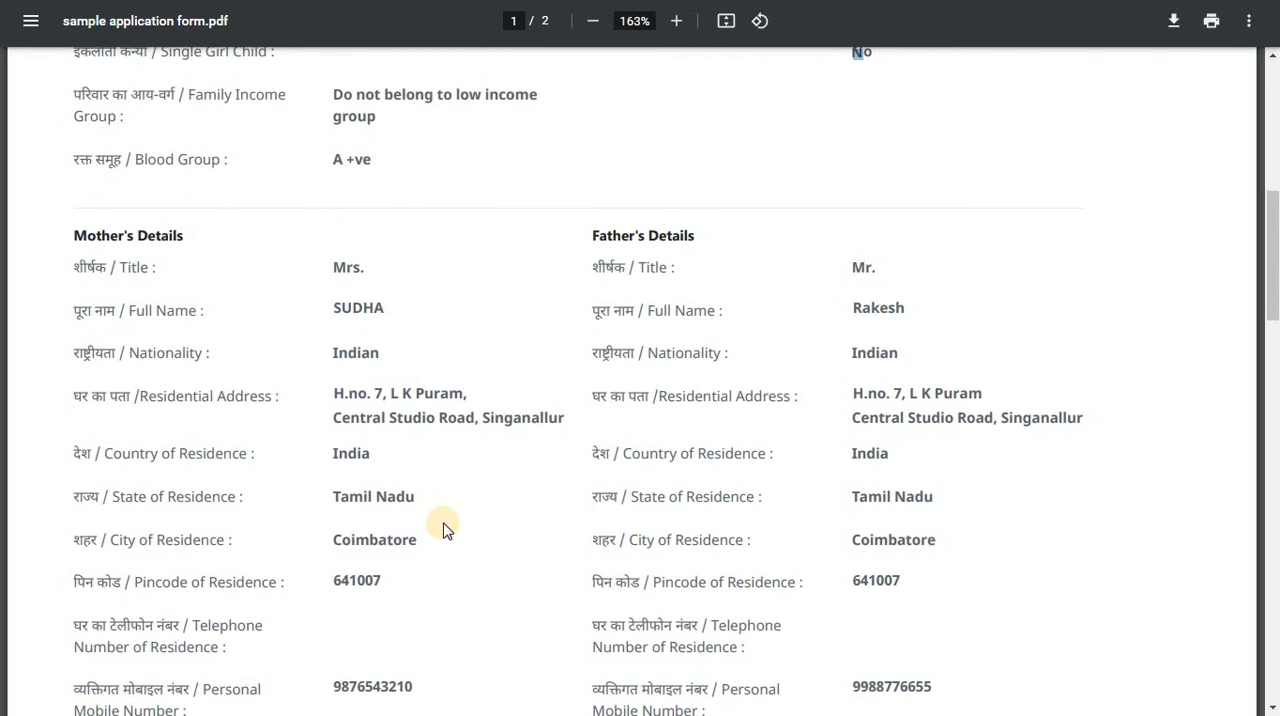 sample application form.pdf 1 / 2 163%
इकलौती कन्या / Single Girl Child : No
परिवार का आय-वर्ग / Family Income Do not belong to low income
Group : group
रक्त समूह / Blood Group : A +ve
Mother's Details Father's Details
शीर्षक / Title : Mrs. शीर्षक / Title : Mr.
पूरा नाम / Full Name : SUDHA पूरा नाम / Full Name : Rakesh
राष्ट्रीयता / Nationality : Indian राष्ट्रीयता / Nationality : Indian
घर का पता /Residential Address : H.no. 7, L K Puram, घर का पता /Residential Address : H.no. 7, L K Puram
Central Studio Road, Singanallur Central Studio Road, Singanallur
देश / Country of Residence : India देश / Country of Residence : India
राज्य / State of Residence : Tamil Nadu राज्य / State of Residence : Tamil Nadu
शहर / City of Residence : Coimbatore शहर / City of Residence : Coimbatore
पिन कोड / Pincode of Residence : 641007 पिन कोड / Pincode of Residence : 641007
घर का टेलीफोन नंबर / Telephone घर का टेलीफोन नंबर / Telephone
Number of Residence : Number of Residence :
व्यक्तिगत मोबाइल नंबर / Personal 9876543210 व्यक्तिगत मोबाइल नंबर / Personal 9988776655
Mobile Number : Mobile Number :